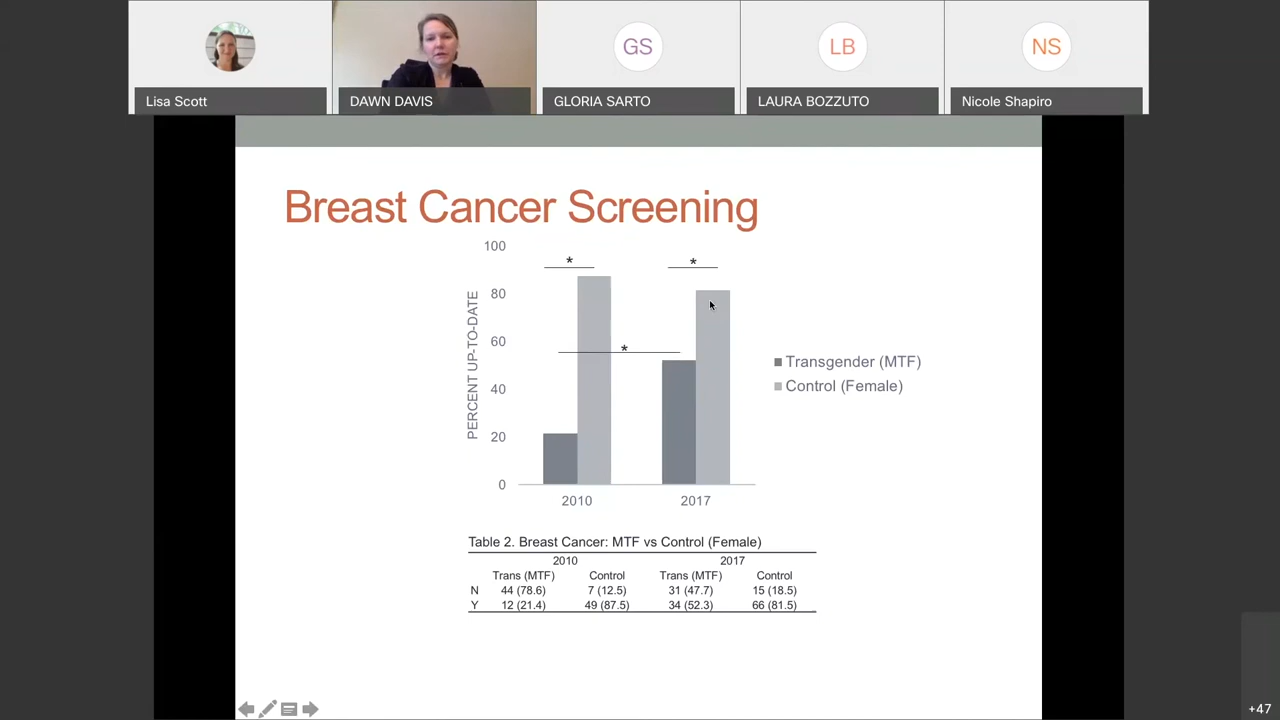 GS
LB
NS
Lisa Scott
DAWN DAVIS
GLORIA SARTO
LAURA BOZZUTO
Nicole Shapiro
Breast Cancer Screening
100
80
60
40
20
0
PERCENT UP-TO-DATE
*
*
*
2010
2017
Transgender (MTF)
Control (Female)
Table 2. Breast Cancer: MTF vs Control (Female)
2010 2017
Trans (MTF) Control Trans (MTF) Control
N 44 (78.6) 7 (12.5) 31 (47.7) 15 (18.5)
Y 12 (21.4) 49 (87.5) 34 (52.3) 66 (81.5)
+47